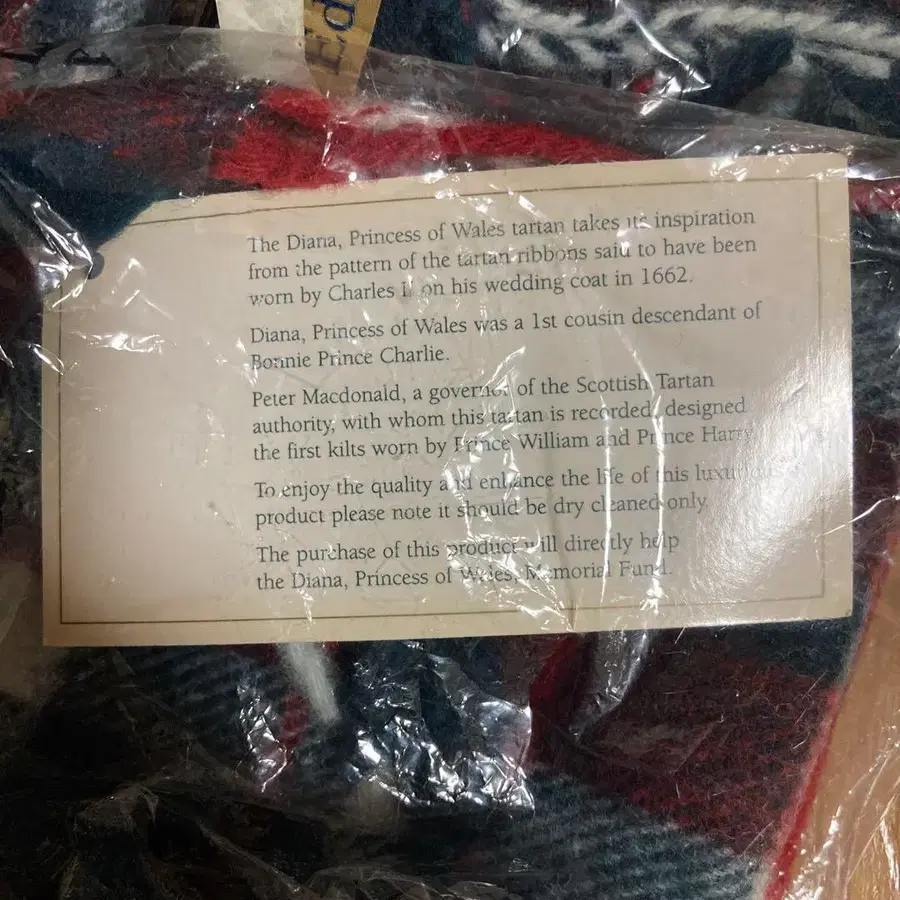 Ed
The Diana, Princess of Wales tartan takes its inspiration
from the pattern of the tartan ribbons said to have been
worn by Charles II on his wedding coat in 1662.
Diana, Princess of Wales was a 1st cousin descendant of
Bonnie Prince Charlie.
Peter Macdonald, a governor of the Scottish Tartan
authority, with whom this tartan is recorded, designed
the first kilts worn by Prince William and Prince Harry
To enjoy the quality and enhance the life of this
product please note it should be dry cleaned only
The purchase of this product will directly help
the Diana, Princess of Wales, Memorial Fund.